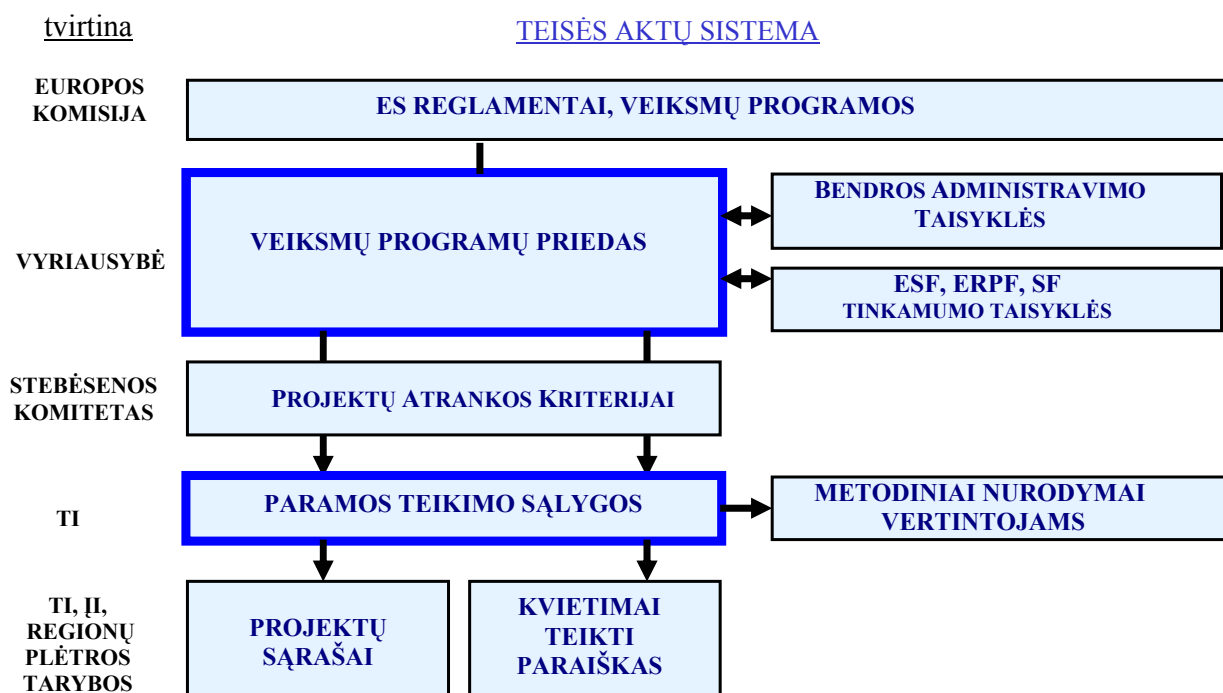 tvirtina
TEISĖS AKTŲ SISTEMA
EUROPOS
KOMISIJA
ES REGLAMENTAI, VEIKSMŲ PROGRAMOS
VYRIAUSYBĖ
VEIKSMŲ PROGRAMŲ PRIEDAS
BENDROS ADMINISTRAVIMO
TAISYKLĖS
ESF, ERPF, SF
TINKAMUMO TAISYKLĖS
STEBĖSENOS
KOMITETAS
PROJEKTŲ ATRANKOS KRITERIJAI
TI
PARAMOS TEIKIMO SĄLYGOS
METODINIAI NURODYMAI
VERTINTOJAMS
TI, ĮI,
REGIONŲ
PLĖTROS
TARYBOS
PROJEKTŲ
SĄRAŠAI
KVIETIMAI
TEIKTI
PARAIŠKAS